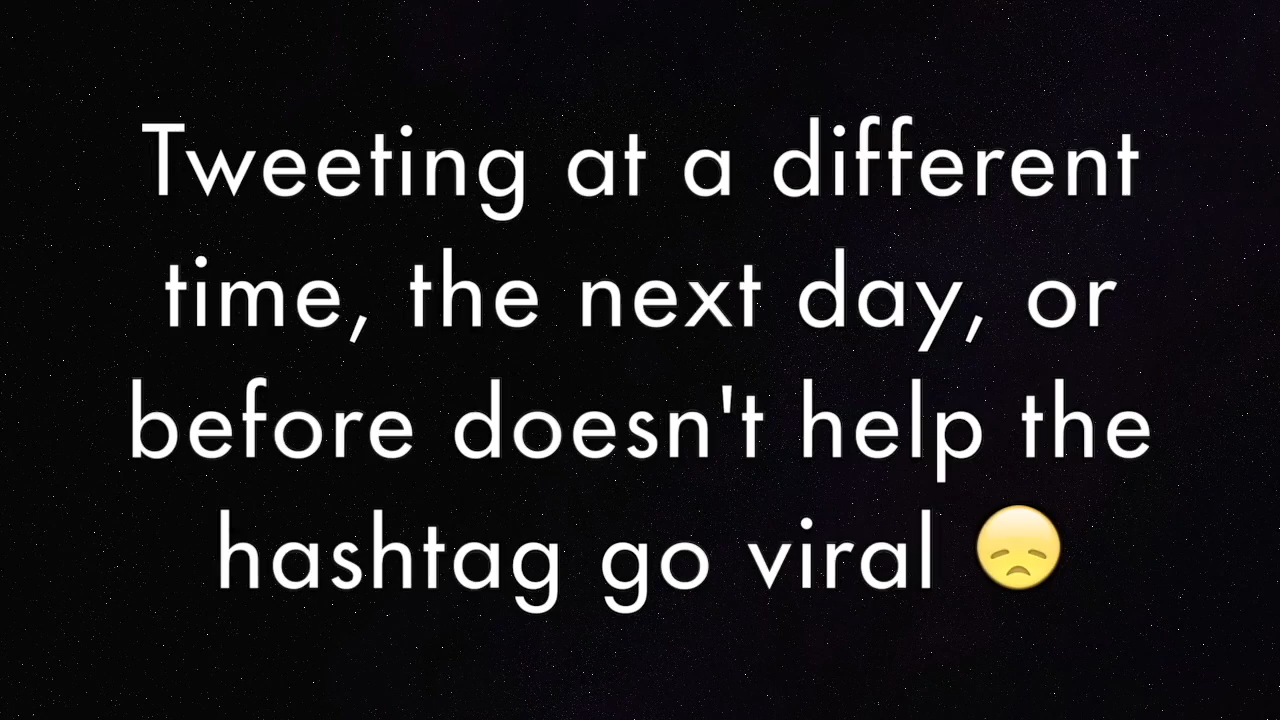 Tweeting at a different
time, the next day, or
before doesn't help the
hashtag go viral 😞